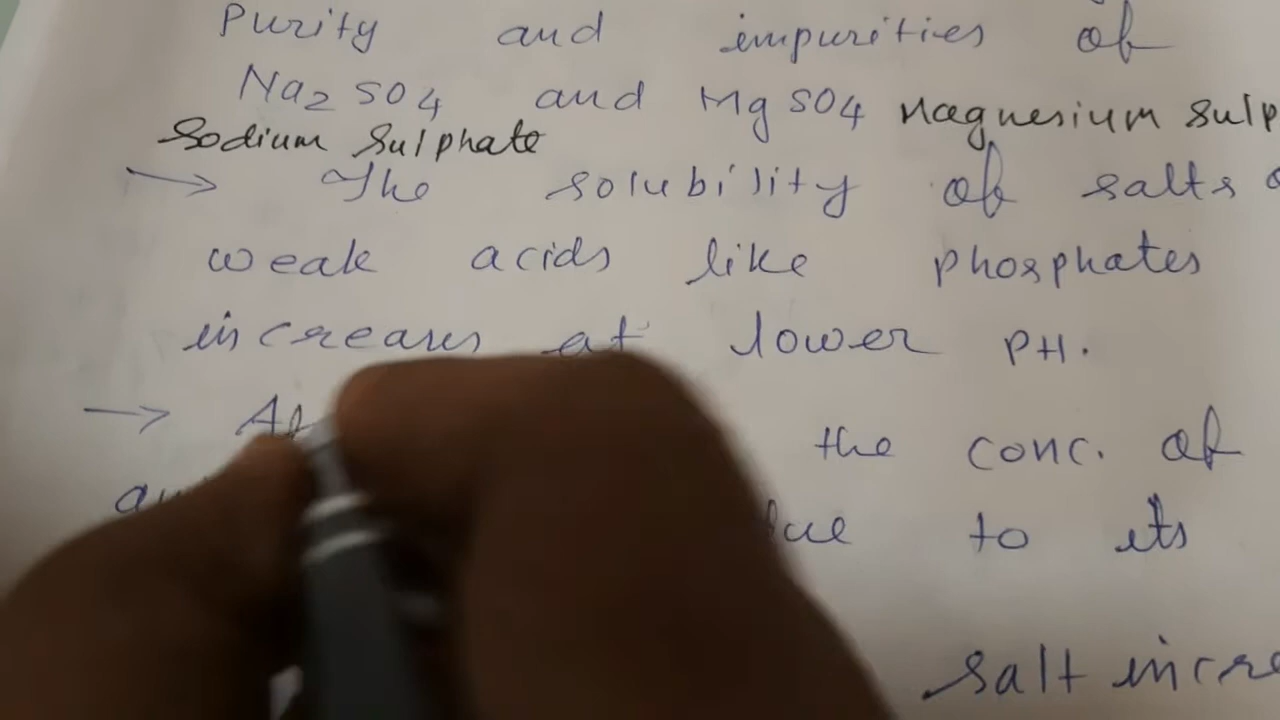 Purity and impurities of
Na2SO4 and MgSO4 Magnesium Sulp
Sodium Sulphate
→ The solubility of salts
weak acids like phosphates
increases at lower PH.
→ the conc. of
to its
salt incre